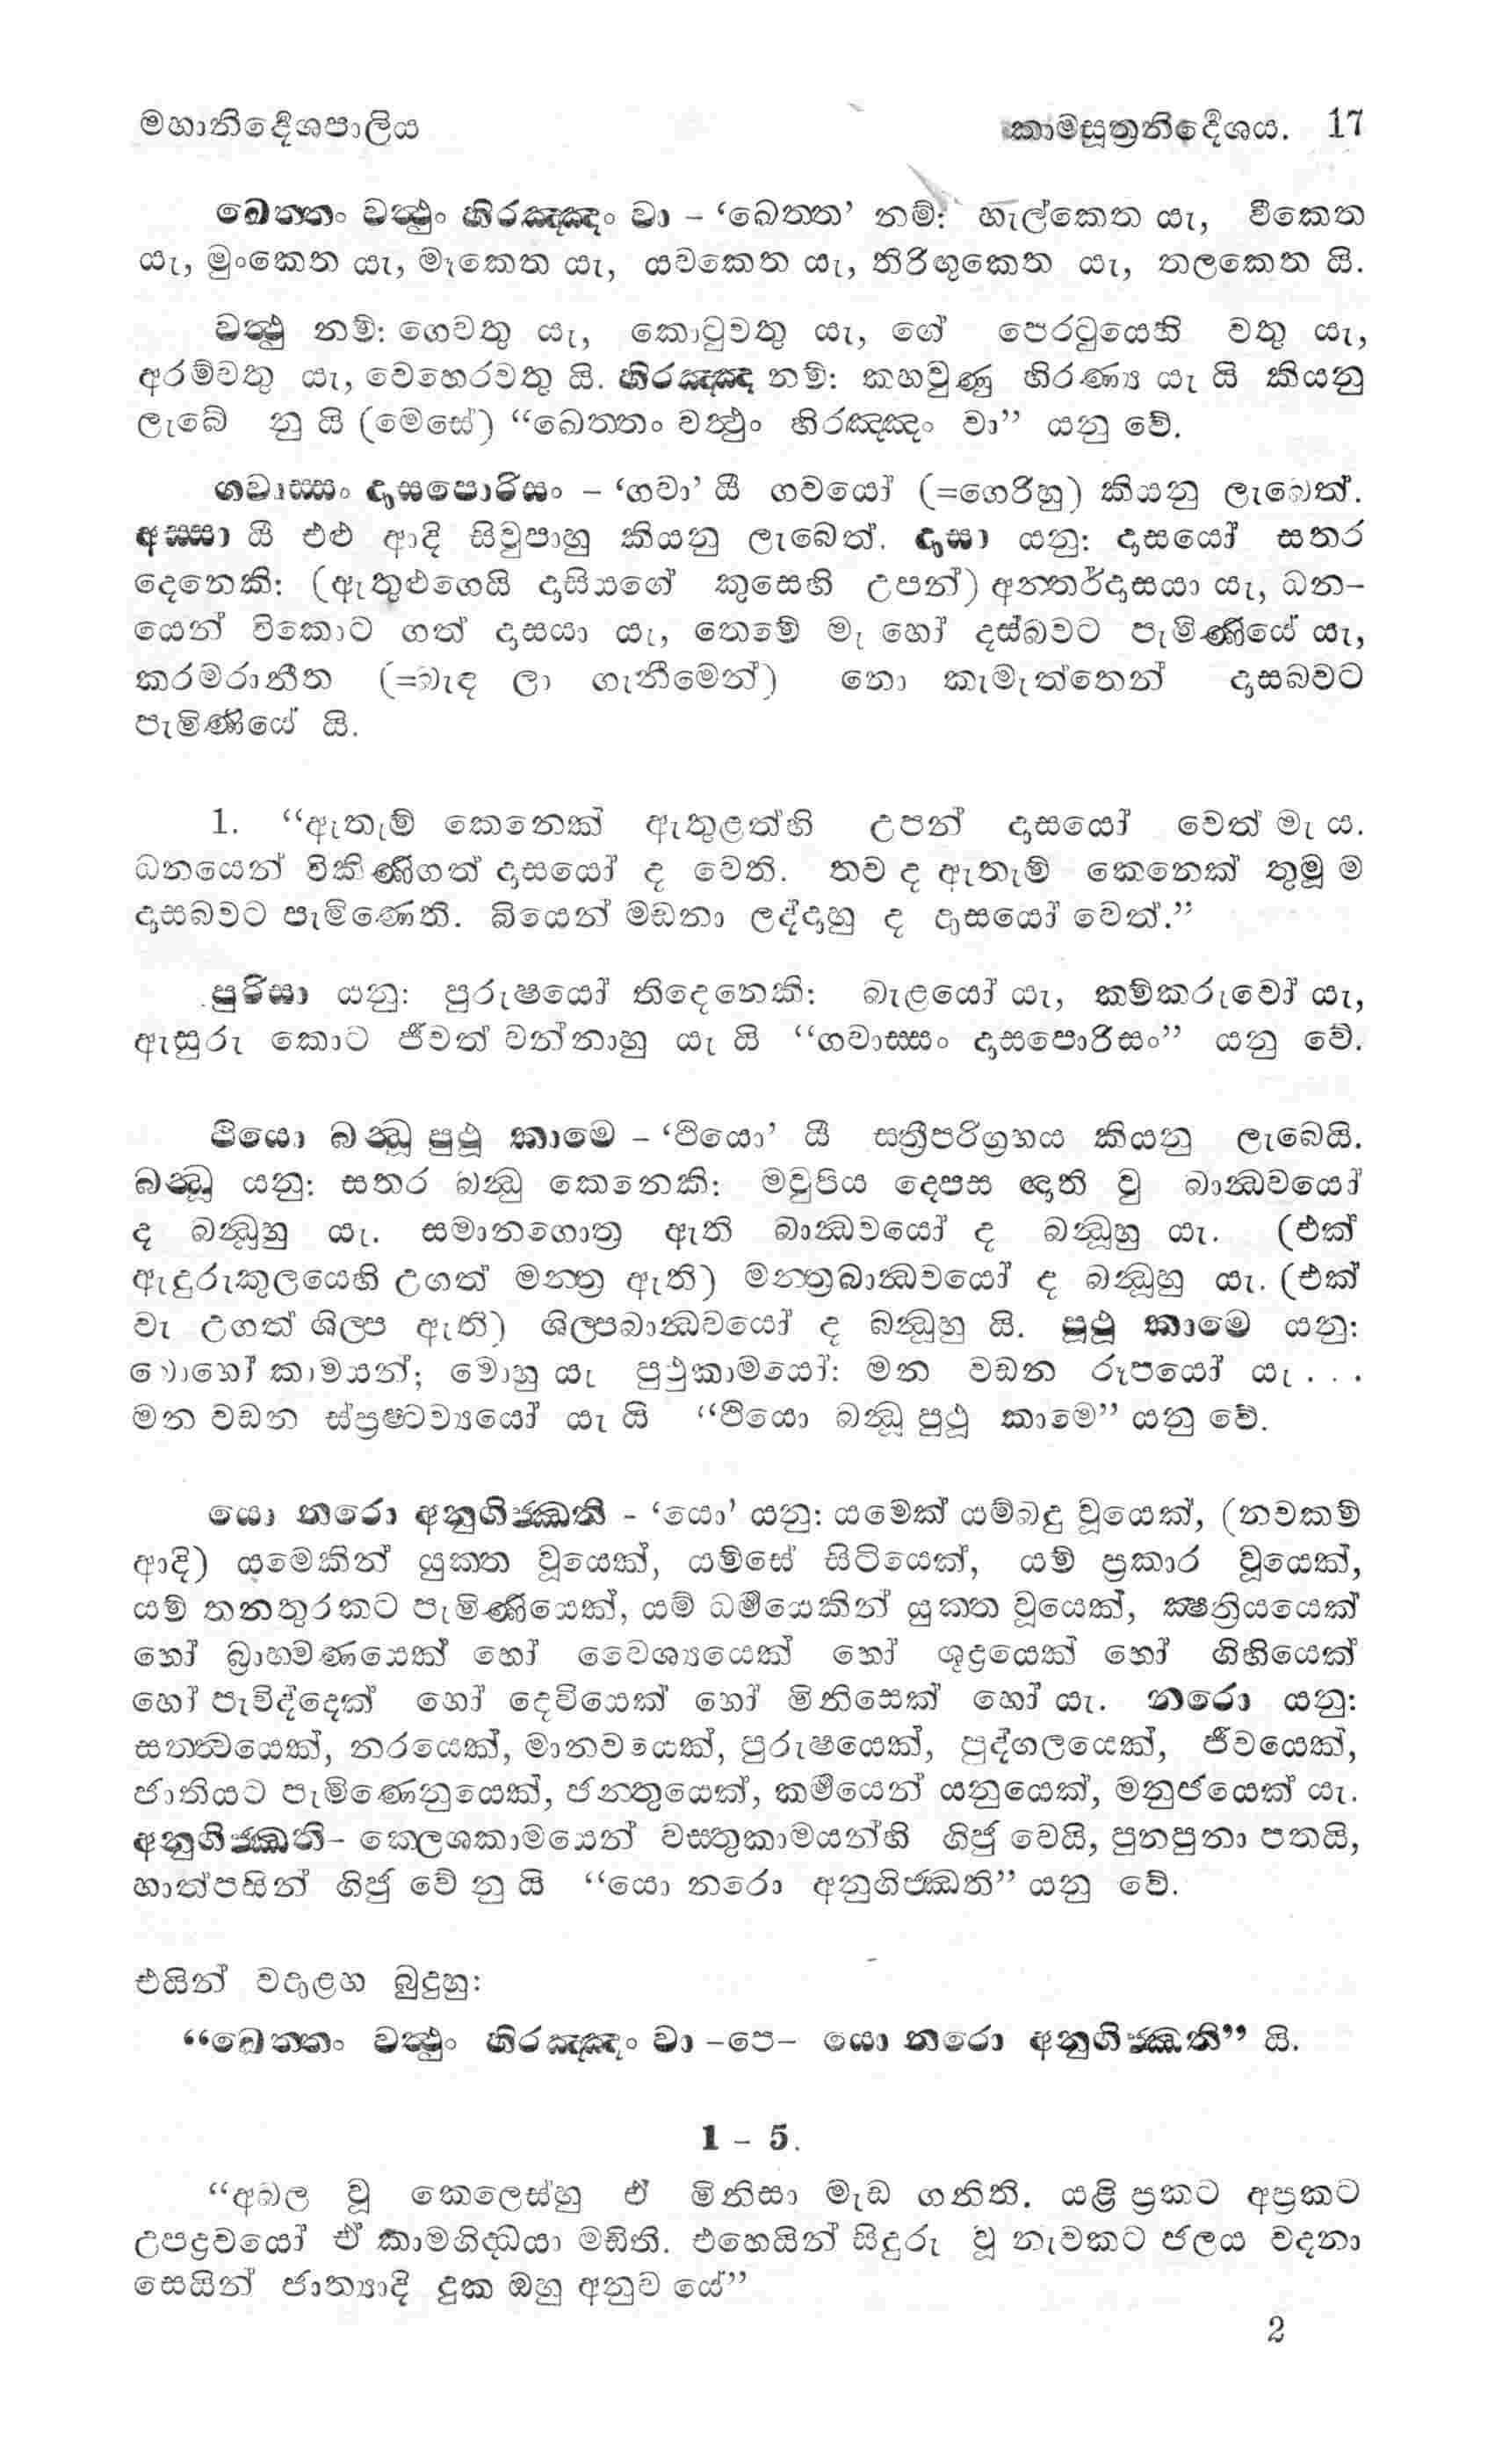 මහානිර්දේශපාලිය කාමසූත්‍රනිර්දේශය. 17
ඛෙත්තං වත්ථුං හිරඤ්ඤං වා – ‘ඛෙත්ත’ නම්: හැල්කෙත යැ, වීකෙත
යැ, මුංකෙත යැ, මෑකෙත යැ, යවකෙත යැ, තිරිඟුකෙත යැ, තලකෙත යි.
වත්ථු නම්: ගෙවතු යැ, කොටුවතු යැ, ගේ පෙරටුයෙහි වතු යැ,
අරම්වතු යැ, වෙහෙරවතු යි. හිරඤ්ඤ නම්: කහවුණු හිරණ්‍ය යැ යි කියනු
ලැබේ නු යි (මෙසේ) “ඛෙත්තං වත්ථුං හිරඤ්ඤං වා” යනු වේ.
ගවාස්සං දාසපොරිසං – ‘ගවා’ යී ගවයෝ (=ගෙරිහු) කියනු ලැබෙත්.
අස්සා යී එළු ආදි සිවුපාහු කියනු ලැබෙත්. දාසා යනු: දාසයෝ සතර
දෙනෙකි: (ඇතුළුගෙයි දාසියගේ කුසෙහි උපන්) අන්තර්දාසයා යැ, ධන–
යෙන් විකොට ගත් දාසයා යැ, තෙමේ මැ හෝ දස්බවට පැමිණියේ යැ,
කරමරානීත (=බැඳ ලා ගැනීමෙන්) නො කැමැත්තෙන් දාසබවට
පැමිණියේ යි.
1. “ඇතැම් කෙනෙක් ඇතුළත්හි උපන් දාසයෝ වෙත් මැ ය.
ධනයෙන් විකිණිගත් දාසයෝ ද වෙති. තව ද ඇතැම් කෙනෙක් තුමූ ම
දාසබවට පැමිණෙති. බියෙන් මඩනා ලද්දාහු ද දාසයෝ වෙත්.”
පුරිසා යනු: පුරුෂයෝ තිදෙනෙකි: බැළයෝ යැ, කම්කරුවෝ යැ,
ඇසුරු කොට ජීවත් වන්නාහු යැ යි “ගවාස්සං දාසපොරිසං” යනු වේ.
ථියො බන්ධූ පුථූ කාමෙ – ‘ථියො’ යී ස්ත්‍රීපරිග්‍රහය කියනු ලැබෙයි.
බන්ධූ යනු: සතර බන්ධු කෙනෙකි: මවුපිය දෙපස ඥාති වූ බාන්ධවයෝ
ද බන්ධූහු යැ. සමානගොත්‍ර ඇති බාන්ධවයෝ ද බන්ධූහු යැ. (එක්
ඇදුරුකුලයෙහි උගත් මන්ත්‍ර ඇති) මන්ත්‍රබාන්ධවයෝ ද බන්ධූහු යැ. (එක්
වැ උගත් ශිල්ප ඇති) ශිල්පබාන්ධවයෝ ද බන්ධූහු යි. පුථූ කාමෙ යනු:
බොහෝ කාමයන්; මොහු යැ පුථුකාමයෝ: මන වඩන රූපයෝ යැ . . .
මන වඩන ස්ප්‍රෂ්ටව්‍යයෝ යැ යි “ථියො බන්ධූ පුථූ කාමෙ” යනු වේ.
යො නරො අනුගිජ්ඣති – ‘යො’ යනු: යමෙක් යම්බඳු වූයෙක්, (නවකම්
ආදි) යමෙකින් යුක්ත වූයෙක්, යම්සේ සිටියෙක්, යම් ප්‍රකාර වූයෙක්,
යම් තනතුරකට පැමිණියෙක්, යම් ධර්මයෙකින් යුක්ත වූයෙක්, ක්ෂත්‍රියයෙක්
හෝ බ්‍රාහ්මණයෙක් හෝ වෛශ්‍යයෙක් හෝ ශූද්‍රයෙක් හෝ ගිහියෙක්
හෝ පැවිද්දෙක් හෝ දෙවියෙක් හෝ මිනිසෙක් හෝ යැ. නරො යනු:
සත්ත්වයෙක්, නරයෙක්, මානවයෙක්, පුරුෂයෙක්, පුද්ගලයෙක්, ජීවයෙක්,
ජාතියට පැමිණෙනුයෙක්, ජන්තුයෙක්, කර්මයෙන් යනුයෙක්, මනුජයෙක් යැ.
අනුගිජ්ඣති– ක්ලෙශකාමයෙන් වස්තුකාමයන්හි ගිජු වෙයි, පුනපුනා පතයි,
හාත්පසින් ගිජු වේ නු යි “යො නරො අනුගිජ්ඣති” යනු වේ.
එයින් වදාළහ බුදුහු:
“ඛෙත්තං වත්ථුං හිරඤ්ඤං වා –පෙ– යො නරො අනුගිජ්ඣති” යි.
1 – 5.
“අබල වූ කෙලෙස්හු ඒ මිනිසා මැඩ ගනිති. යළි ප්‍රකට අප්‍රකට
උපද්‍රවයෝ ඒ කාමගිද්ධයා මඩිති. එහෙයින් සිදුරු වූ නැවකට ජලය වදනා
සෙයින් ජාත්‍යාදි දුක ඔහු අනුව යේ”
2